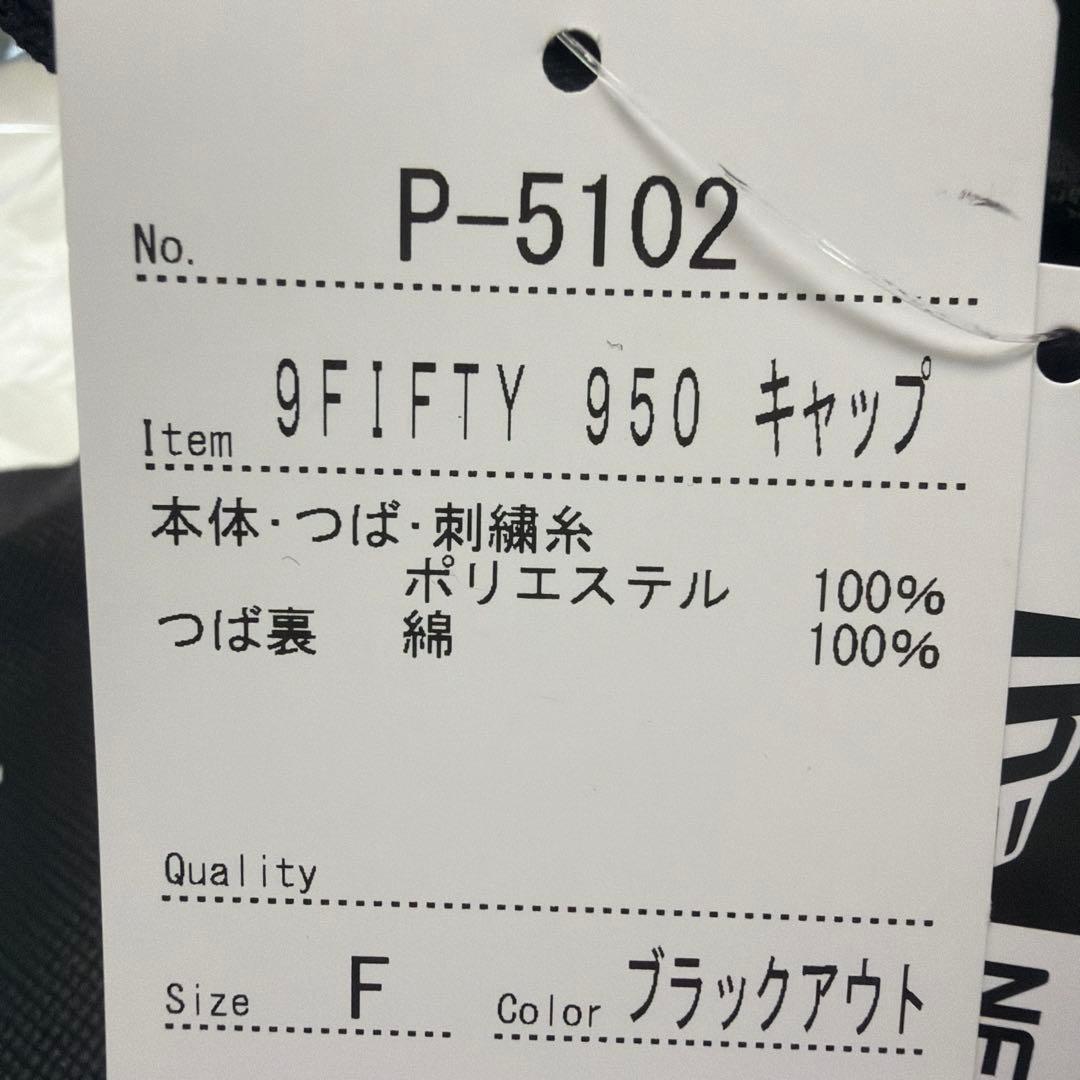 No. P-5102
Item 9FIFTY 950 キャップ
本体・つば・刺繍糸
ポリエステル 100%
つば裏 綿 100%
Quality
Size F Color ブラックアウト
NE